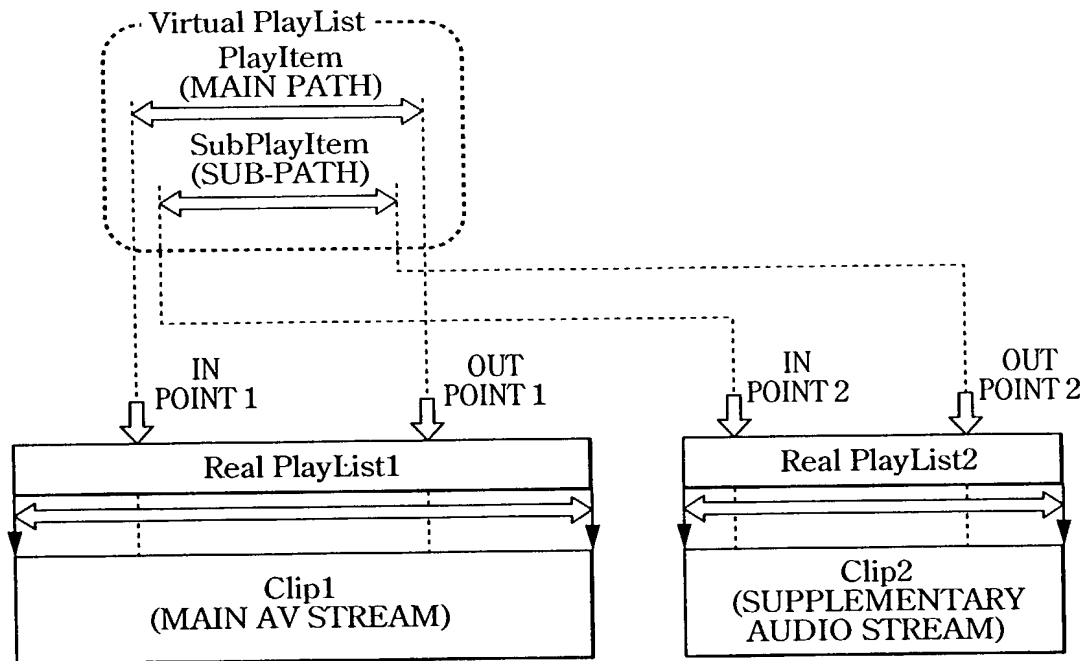 Virtual PlayList
PlayItem
(MAIN PATH)
SubPlayItem
(SUB-PATH)
IN
POINT 1
OUT
POINT 1
IN
POINT 2
OUT
POINT 2
Real PlayList1
Real PlayList2
Clip1
(MAIN AV STREAM)
Clip2
(SUPPLEMENTARY
AUDIO STREAM)